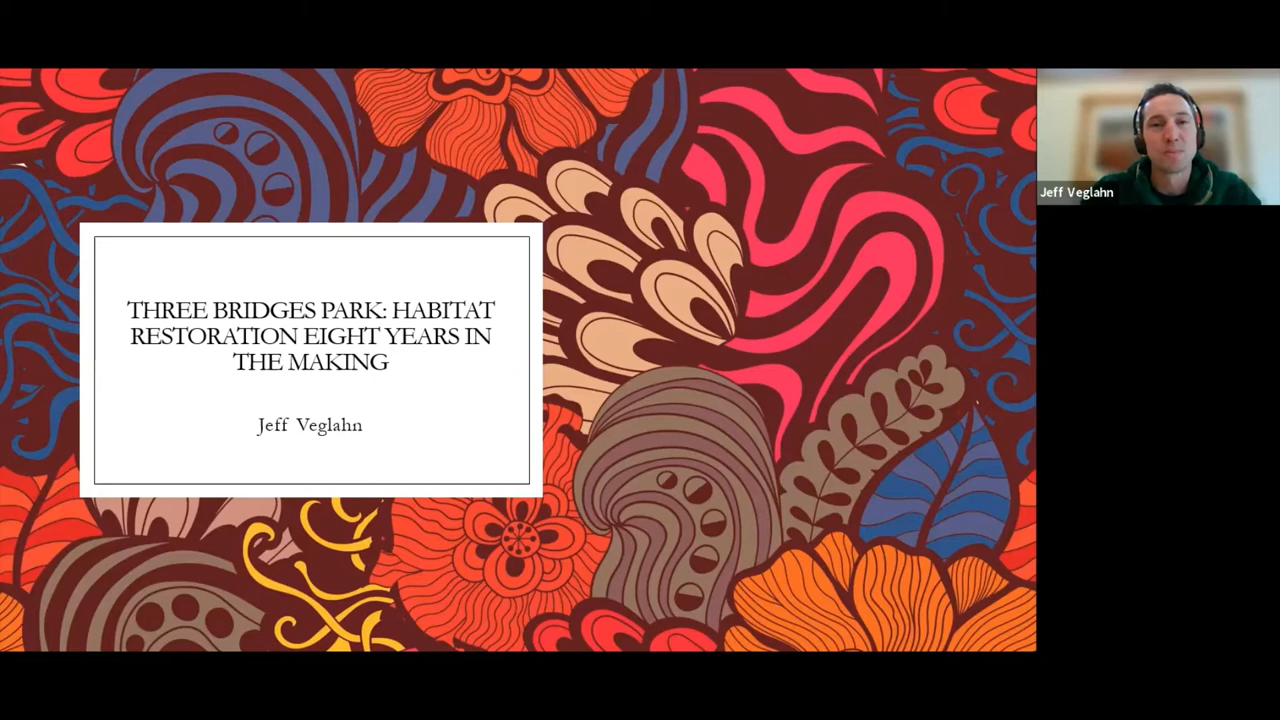 THREE BRIDGES PARK: HABITAT
RESTORATION EIGHT YEARS IN
THE MAKING
Jeff Veglahn
Jeff Veglahn